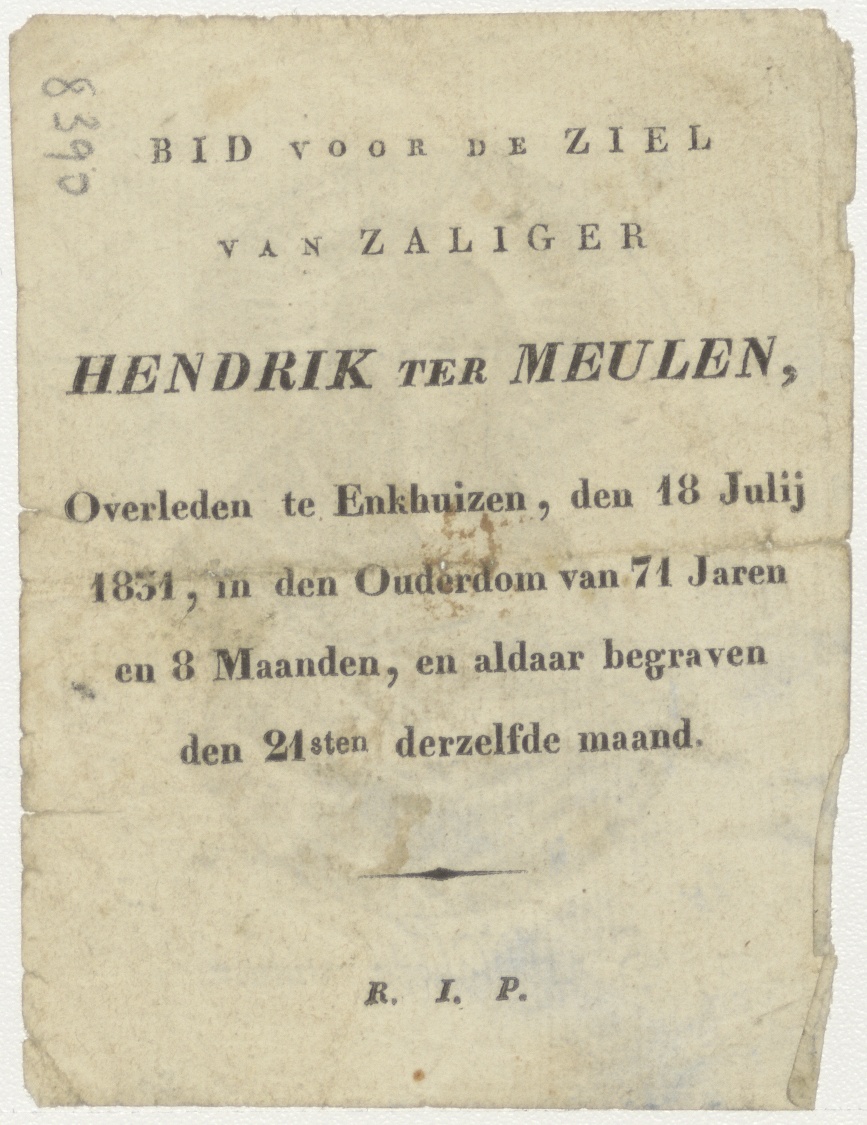 8390
BID VOOR DE ZIEL
VAN ZALIGER
HENDRIK TER MEULEN,
Overleden te Enkhuizen, den 18 Julij
1831, in den Ouderdom van 71 Jaren
en 8 Maanden, en aldaar begraven
den 21sten derzelfde maand.
R. I. P.